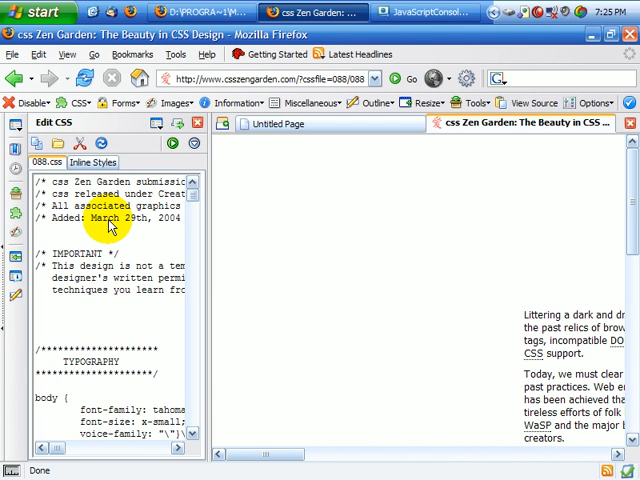 start
D:\PROGRA~1\M...
css Zen Garden: ...
JavaScriptConsol...
7:25 PM
css Zen Garden: The Beauty in CSS Design - Mozilla Firefox
File Edit View Go Bookmarks Tools Help Getting Started Latest Headlines
http://www.csszengarden.com/?cssfile=088/088
Go
G
Disable CSS Forms Images Information Miscellaneous Outline Resize Tools View Source Options
Edit CSS
Untitled Page
css Zen Garden: The Beauty in CSS ...
088.css Inline Styles
/* css Zen Garden submissic
/* css released under Creat
/* All associated graphics
/* Added: March 29th, 2004
/* IMPORTANT */
/* This design is not a tem
designer's written permi
techniques you learn fro
/*********************
TYPOGRAPHY
*********************/
body {
font-family: tahoma
font-size: x-small;
voice-family: "\"}\
Littering a dark and dr
the past relics of brow
tags, incompatible DO
CSS support.
Today, we must clear
past practices. Web e
has been achieved tha
tireless efforts of folk
WaSP and the major b
creators.
Done